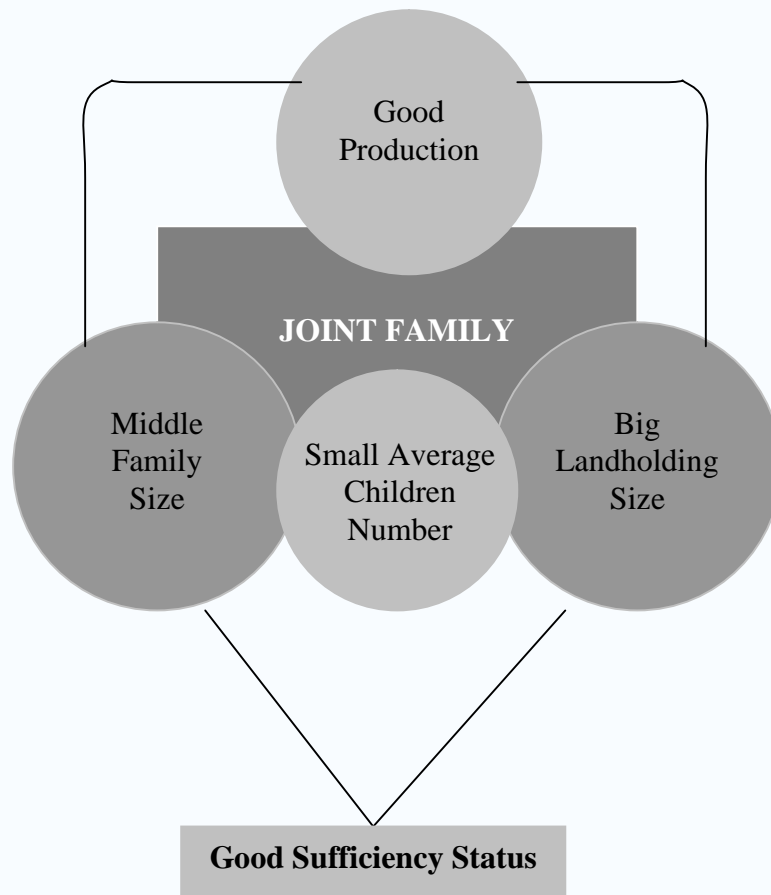 Good
Production
JOINT FAMILY
Middle
Family
Size
Small Average
Children
Number
Big
Landholding
Size
Good Sufficiency Status